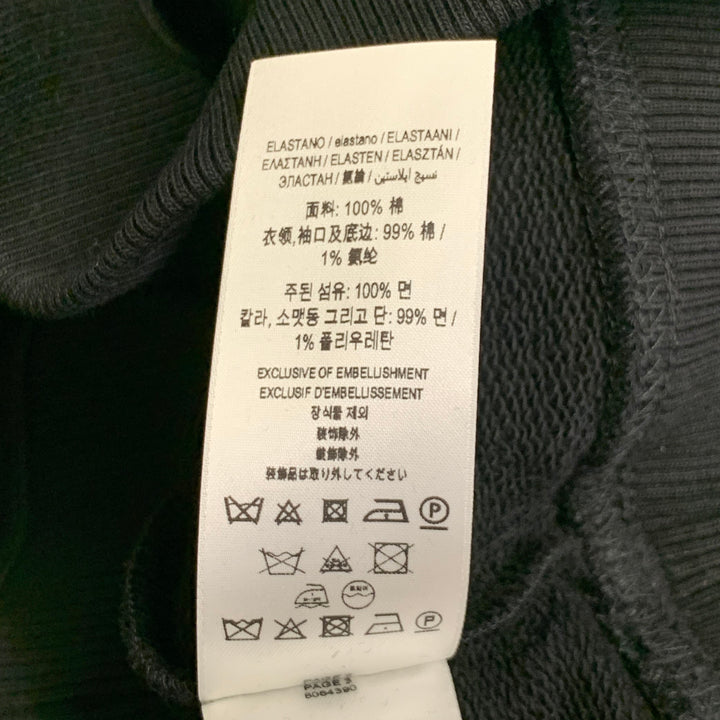 ELASTANO / elastano / ELASTAANI /
ΕΛΑΣΤΑΝΗ / ELASTEN / ELASZTÁN /
ЭЛАСТАН / 氨綸 / نسيج ايلاستين
面料: 100% 棉
衣领,袖口及底边: 99% 棉 /
1% 氨纶
주된 섬유: 100% 면
칼라, 소맷동 그리고 단: 99% 면 /
1% 폴리우레탄
EXCLUSIVE OF EMBELLISHMENT
EXCLUSIF D'EMBELLISSEMENT
장식물 제외
装饰除外
裝飾除外
装飾品は取り外してください
P
P
PAGE
8064390